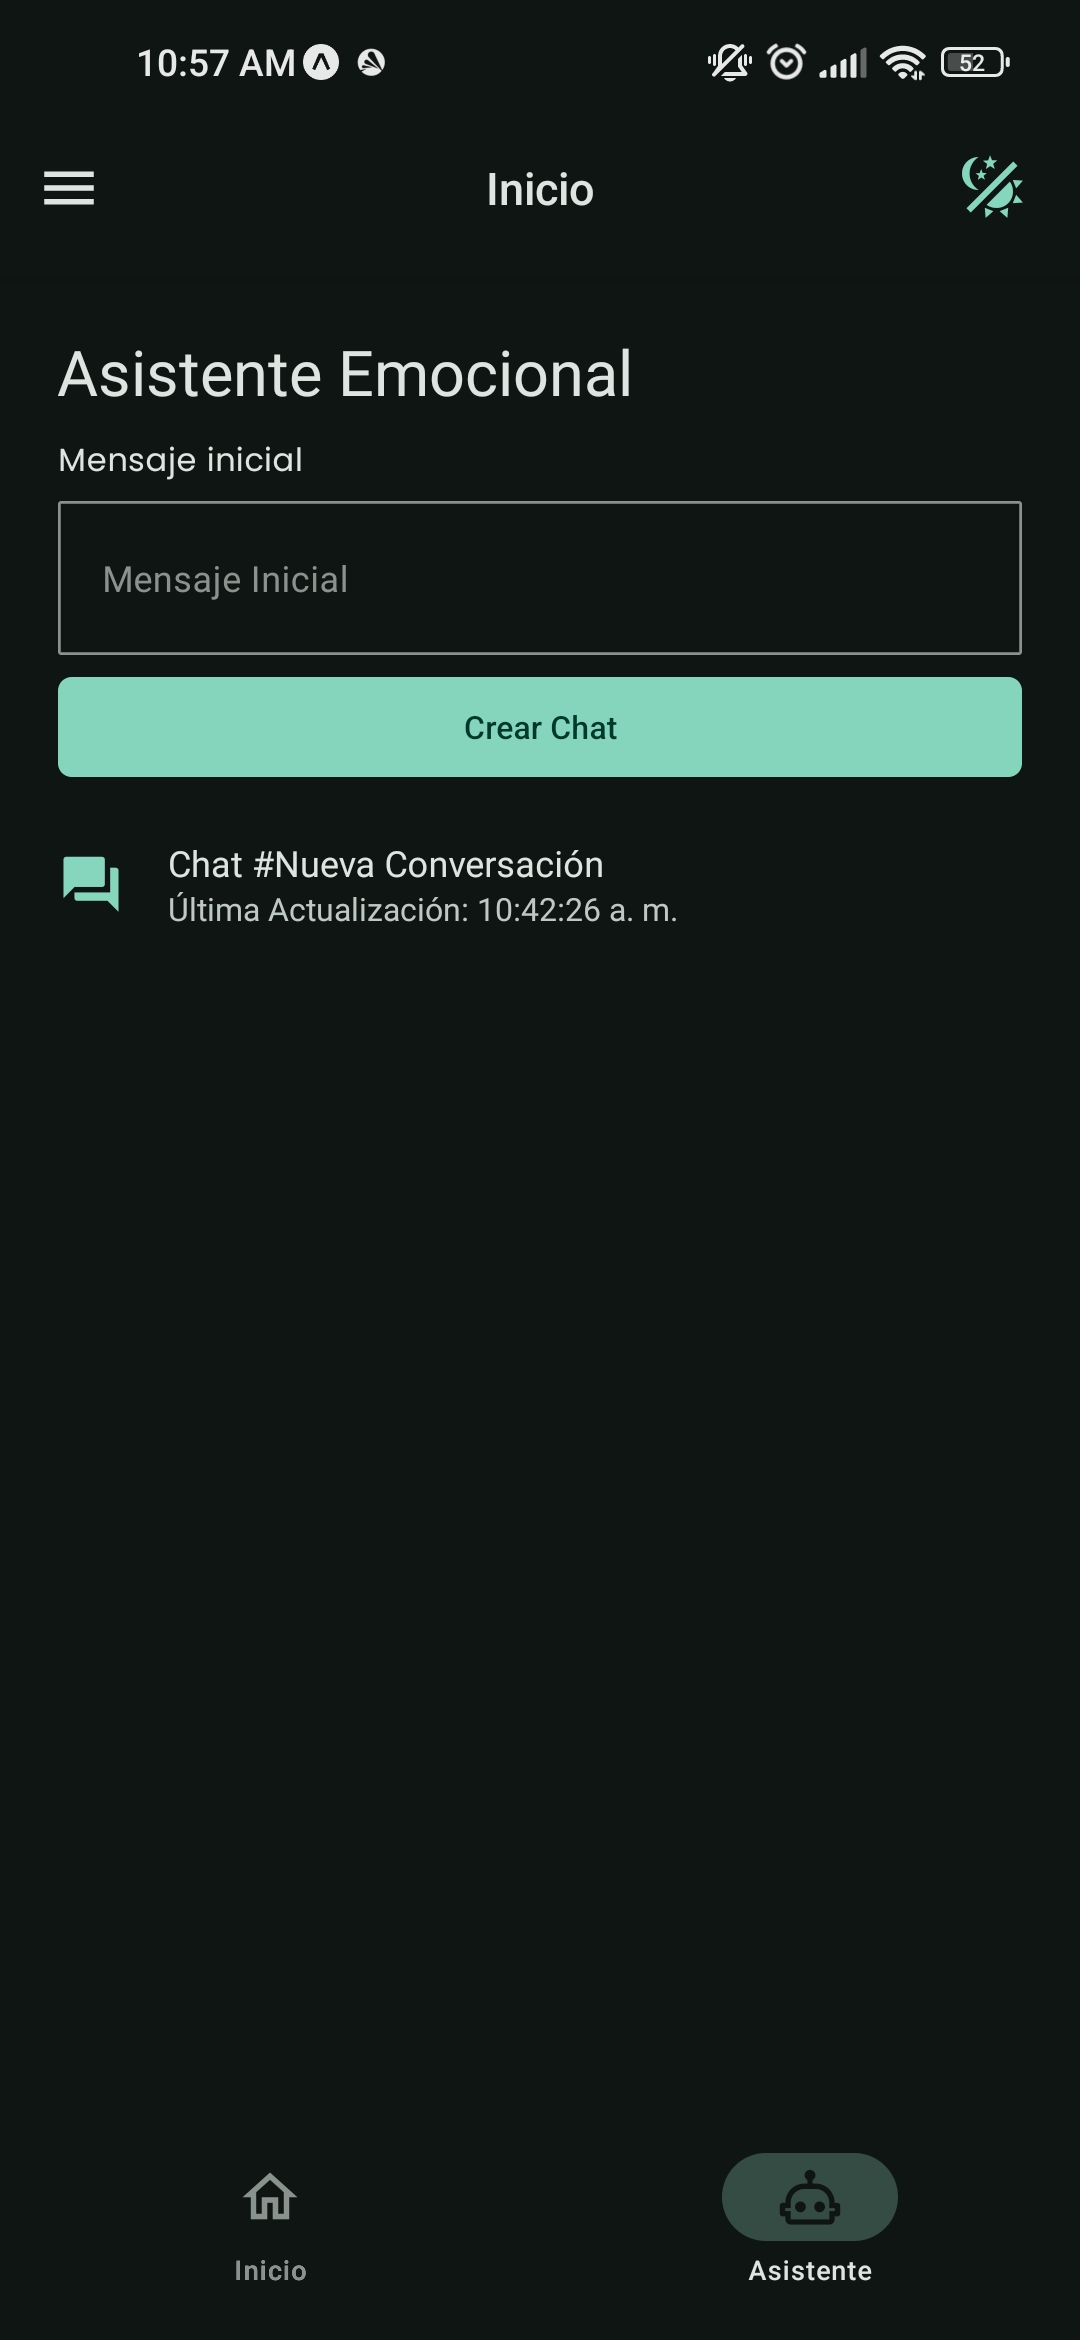 10:57 AM
52
Inicio
Asistente Emocional
Mensaje inicial
Mensaje Inicial
Crear Chat
Chat #Nueva Conversación
Última Actualización: 10:42:26 a. m.
Inicio
Asistente